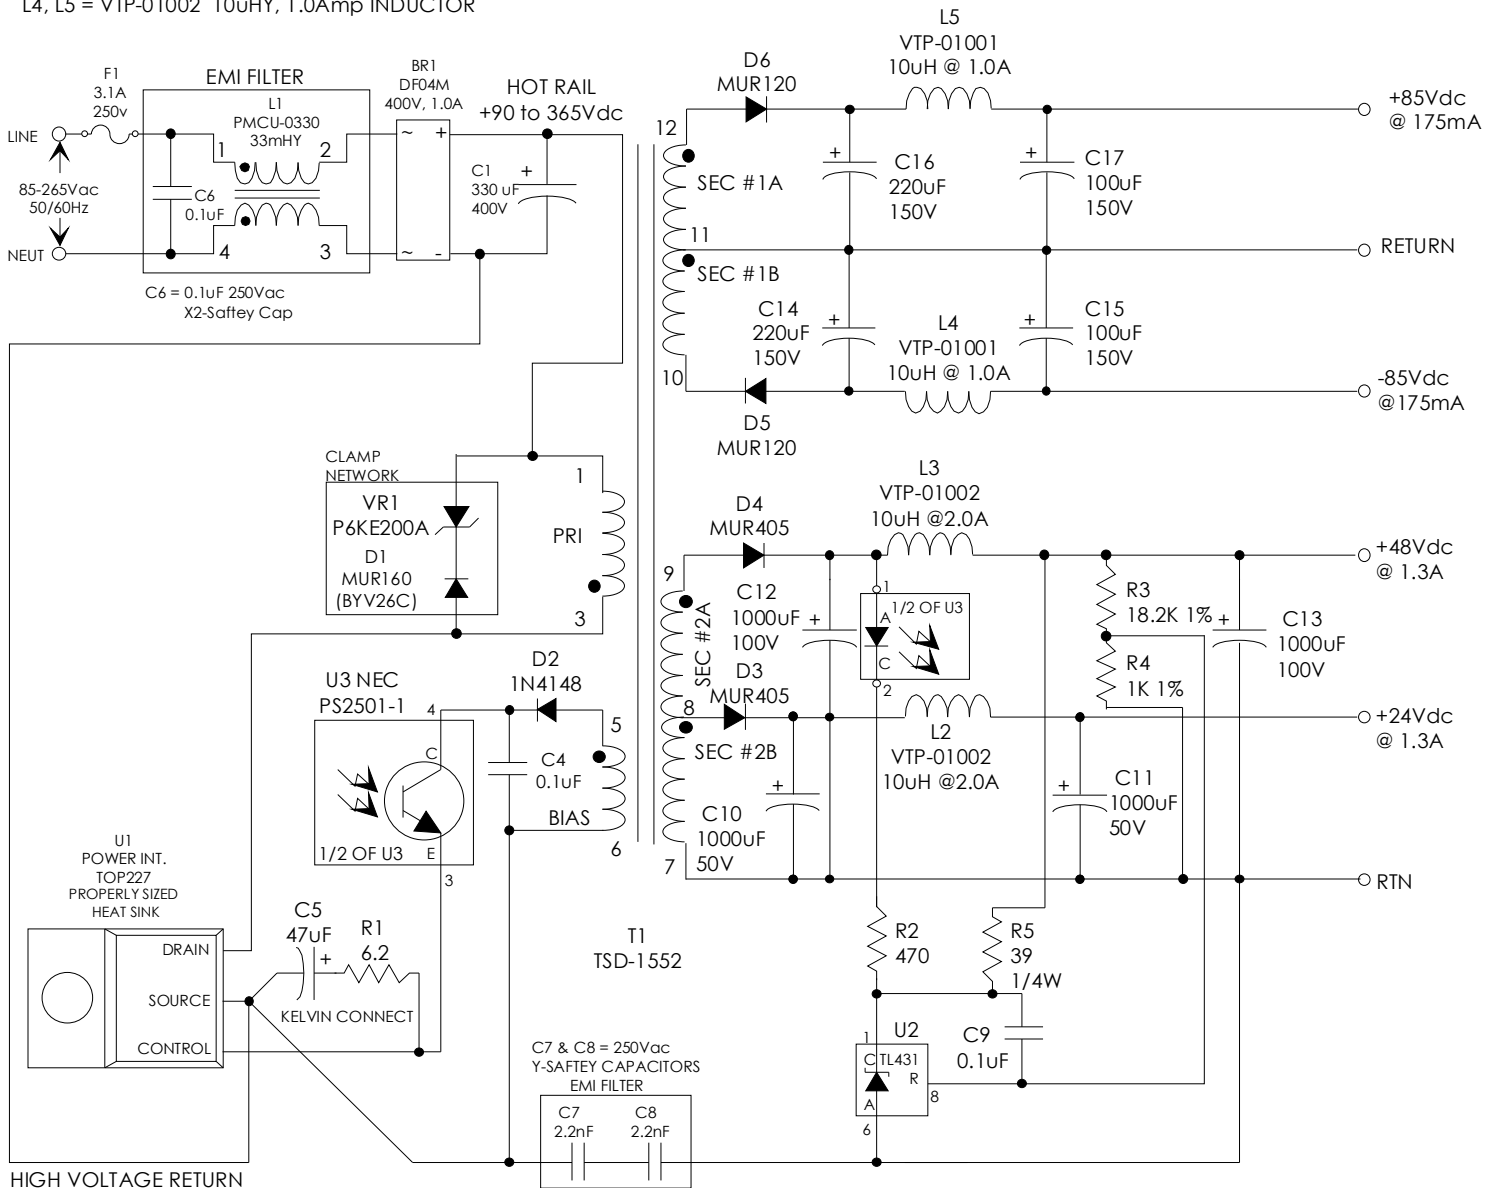 L4, L5 = VTP-01002 10uHY, 1.0Amp INDUCTOR
F1
3.1A
250v
EMI FILTER
L1
PMCU-0330
33mHY
BR1
DF04M
400V, 1.0A
HOT RAIL
+90 to 365Vdc
LINE
85-265Vac
50/60Hz
NEUT
C6
0.1uF
1
2
4
3
~
+
~
-
C1
330 uF
400V
+
C6 = 0.1uF 250Vac
X2-Saftey Cap
D6
MUR120
L5
VTP-01001
10uH @ 1.0A
+85Vdc
@ 175mA
12
SEC #1A
+
C16
220uF
150V
+
C17
100uF
150V
11
RETURN
SEC #1B
C14
220uF
150V
+
L4
VTP-01001
10uH @ 1.0A
+
C15
100uF
150V
10
-85Vdc
@175mA
D5
MUR120
CLAMP
NETWORK
VR1
P6KE200A
D1
MUR160
(BYV26C)
1
PRI
3
D4
MUR405
L3
VTP-01002
10uH @2.0A
+48Vdc
@ 1.3A
9
SEC #2A
C12
1000uF
100V
+
1
1/2 OF U3
A
C
2
R3
18.2K 1%
R4
1K 1%
+
C13
1000uF
100V
D3
MUR405
8
SEC #2B
L2
VTP-01002
10uH @2.0A
+24Vdc
@ 1.3A
+
C10
1000uF
50V
+
C11
1000uF
50V
7
RTN
U3 NEC
PS2501-1
4
C
E
1/2 OF U3
3
D2
1N4148
C4
0.1uF
5
BIAS
6
U1
POWER INT.
TOP227
PROPERLY SIZED
HEAT SINK
DRAIN
SOURCE
CONTROL
C5
47uF
+
R1
6.2
KELVIN CONNECT
T1
TSD-1552
R2
470
R5
39
1/4W
U2
1
C TL431
R
A
8
6
C9
0.1uF
C7 & C8 = 250Vac
Y-SAFTEY CAPACITORS
EMI FILTER
C7
2.2nF
C8
2.2nF
HIGH VOLTAGE RETURN